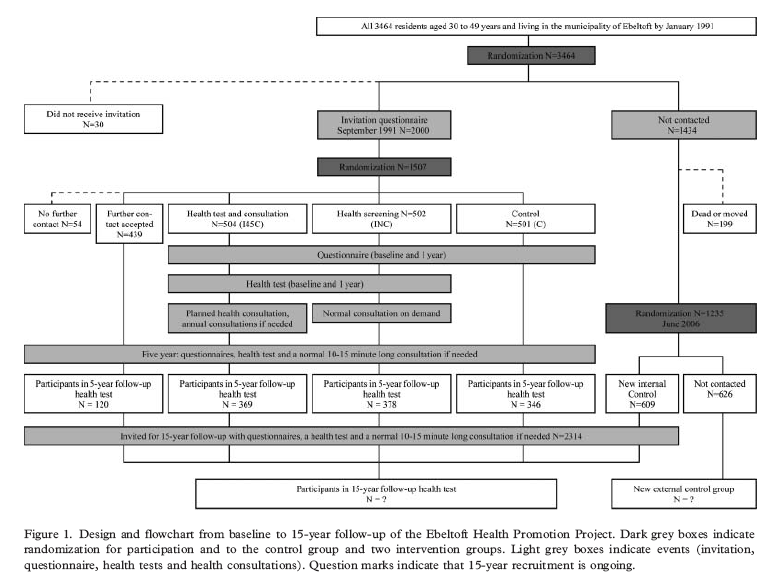 All 3464 residents aged 30 to 49 years and living in the municipality of Ebeltoft by January 1991
Randomization N=3464
Did not receive invitation
N=30
Invitation questionnaire
September 1991 N=2000
Not contacted
N=1434
Randomization N=1507
No further
contact N=54
Further con-
tact accepted
N=439
Health test and consultation
N=504 (I45C)
Health screening N=502
(INC)
Control
N=501 (C)
Dead or moved
N=199
Questionnaire (baseline and 1 year)
Health test (baseline and 1 year)
Planned health consultation,
annual consultations if needed
Normal consultation on demand
Randomization N=1235
June 2006
Five year: questionnaires, health test and a normal 10-15 minute long consultation if needed
Participants in 5-year follow-up
health test
N = 120
Participants in 5-year follow-up
health test
N = 369
Participants in 5-year follow-up
health test
N = 378
Participants in 5-year follow-up
health test
N = 346
New internal
Control
N=609
Not contacted
N=626
Invited for 15-year follow-up with questionnaires, a health test and a normal 10-15 minute long consultation if needed N=2314
Participants in 15-year follow-up health test
N = ?
New external control group
N = ?
Figure 1. Design and flowchart from baseline to 15-year follow-up of the Ebeltoft Health Promotion Project. Dark grey boxes indicate
randomization for participation and to the control group and two intervention groups. Light grey boxes indicate events (invitation,
questionnaire, health tests and health consultations). Question marks indicate that 15-year recruitment is ongoing.